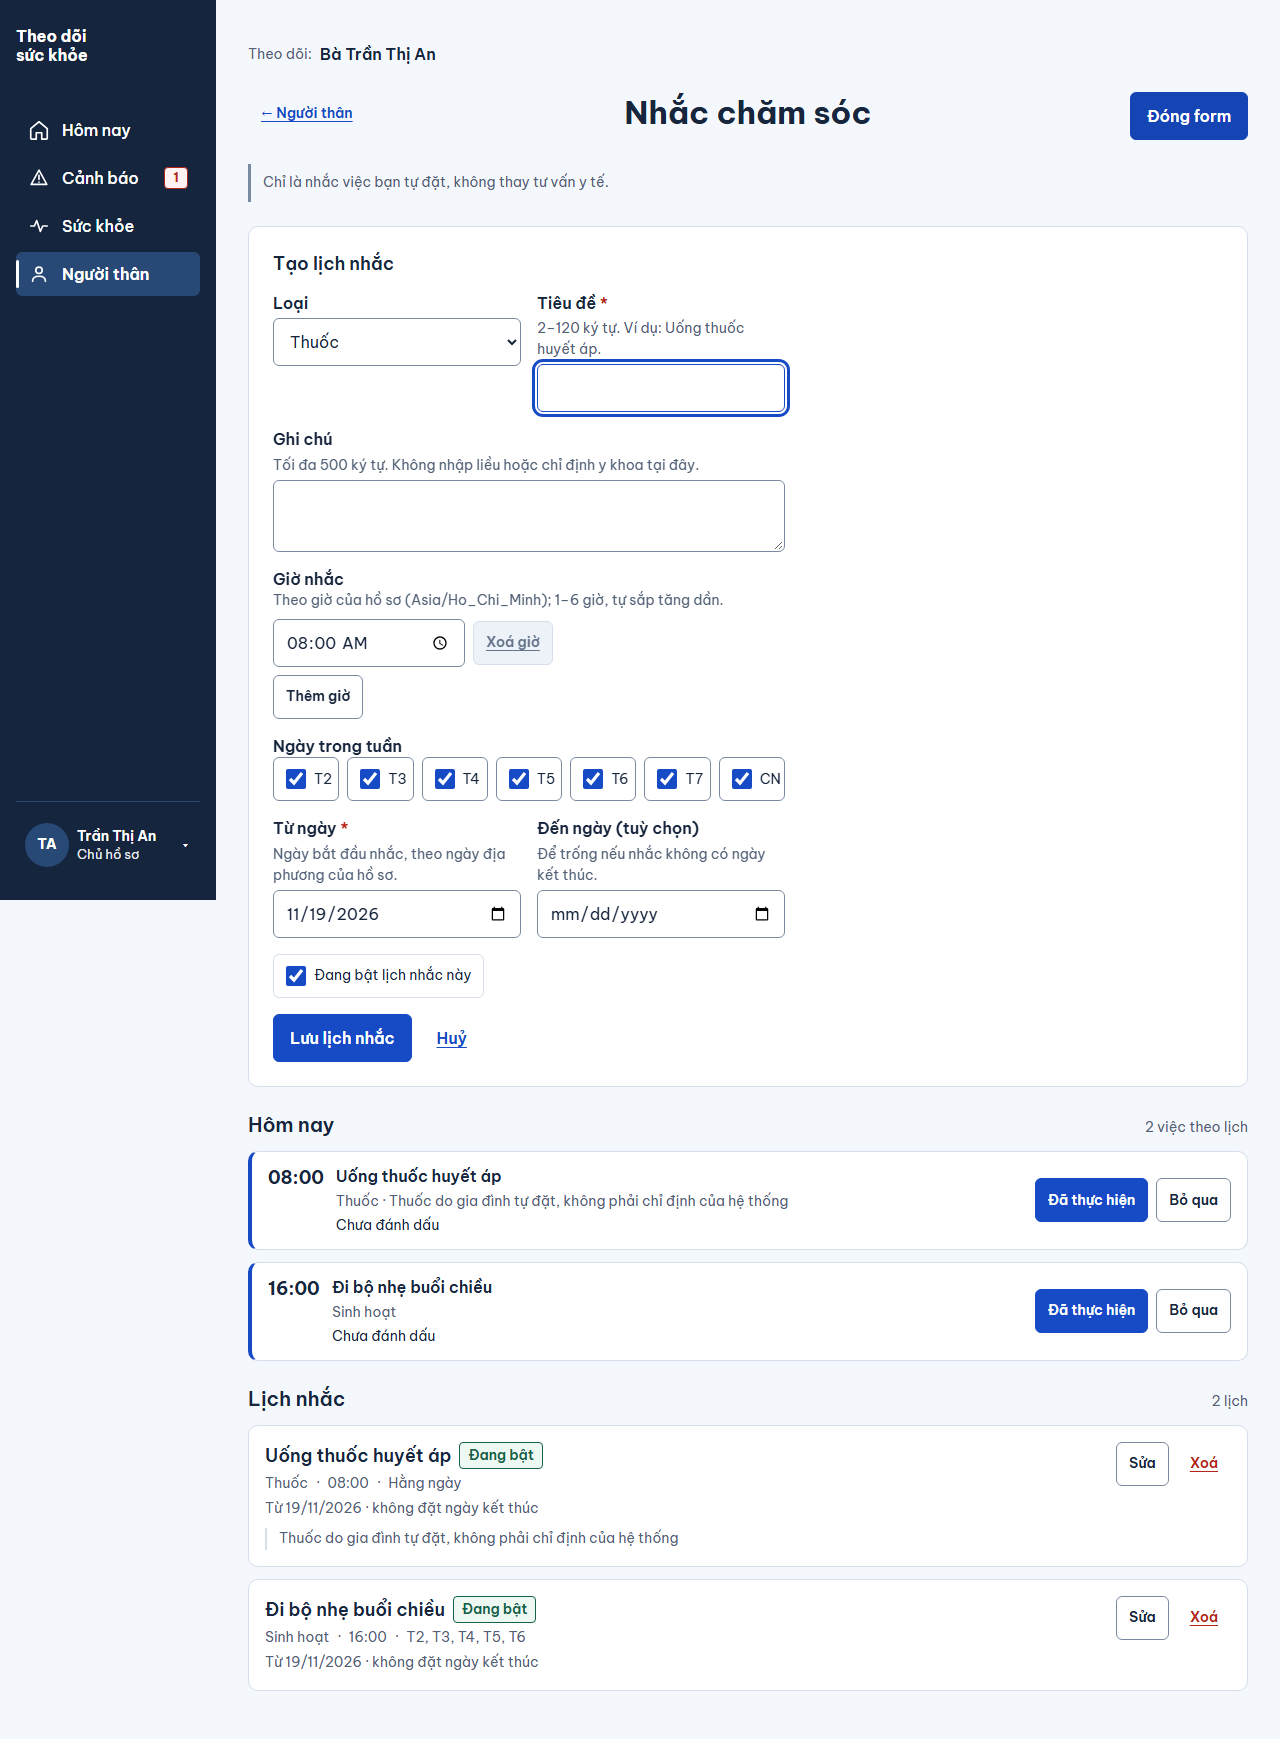 Theo dõi
sức khỏe
Hôm nay
Cảnh báo 1
Sức khỏe
Người thân
TA
Trần Thị An
Chủ hồ sơ
Theo dõi: Bà Trần Thị An
← Người thân
Nhắc chăm sóc
Đóng form
Chỉ là nhắc việc bạn tự đặt, không thay tư vấn y tế.
Tạo lịch nhắc
Loại
Thuốc
Tiêu đề *
2–120 ký tự. Ví dụ: Uống thuốc
huyết áp.
Ghi chú
Tối đa 500 ký tự. Không nhập liều hoặc chỉ định y khoa tại đây.
Giờ nhắc
Theo giờ của hồ sơ (Asia/Ho_Chi_Minh); 1–6 giờ, tự sắp tăng dần.
08:00 AM
Xoá giờ
Thêm giờ
Ngày trong tuần
T2 T3 T4 T5 T6 T7 CN
Từ ngày *
Ngày bắt đầu nhắc, theo ngày địa
phương của hồ sơ.
11/19/2026
Đến ngày (tuỳ chọn)
Để trống nếu nhắc không có ngày
kết thúc.
mm/dd/yyyy
Đang bật lịch nhắc này
Lưu lịch nhắc
Huỷ
Hôm nay
2 việc theo lịch
08:00 Uống thuốc huyết áp
Thuốc · Thuốc do gia đình tự đặt, không phải chỉ định của hệ thống
Chưa đánh dấu
Đã thực hiện
Bỏ qua
16:00 Đi bộ nhẹ buổi chiều
Sinh hoạt
Chưa đánh dấu
Đã thực hiện
Bỏ qua
Lịch nhắc
2 lịch
Uống thuốc huyết áp Đang bật
Thuốc · 08:00 · Hằng ngày
Từ 19/11/2026 · không đặt ngày kết thúc
Thuốc do gia đình tự đặt, không phải chỉ định của hệ thống
Sửa
Xoá
Đi bộ nhẹ buổi chiều Đang bật
Sinh hoạt · 16:00 · T2, T3, T4, T5, T6
Từ 19/11/2026 · không đặt ngày kết thúc
Sửa
Xoá